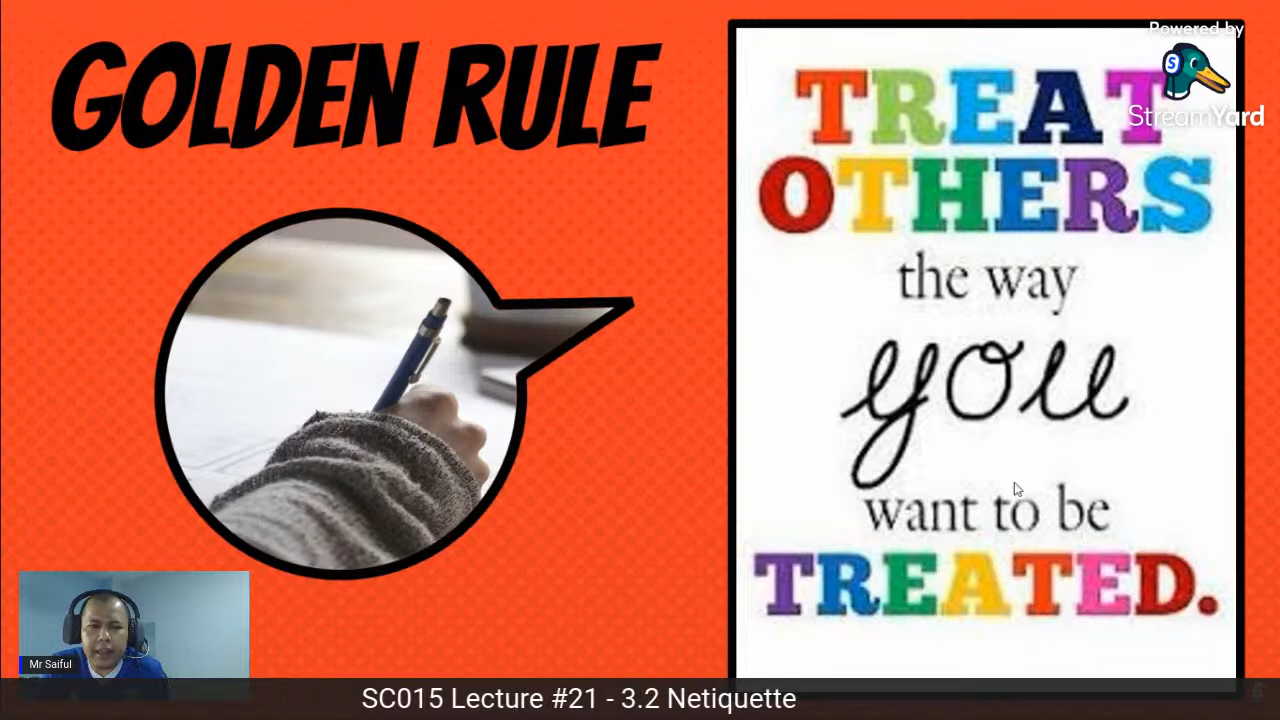 GOLDEN RULE
Powered by
StreamYard
TREAT
OTHERS
the way
you
want to be
TREATED.
Mr Saiful
SC015 Lecture #21 - 3.2 Netiquette